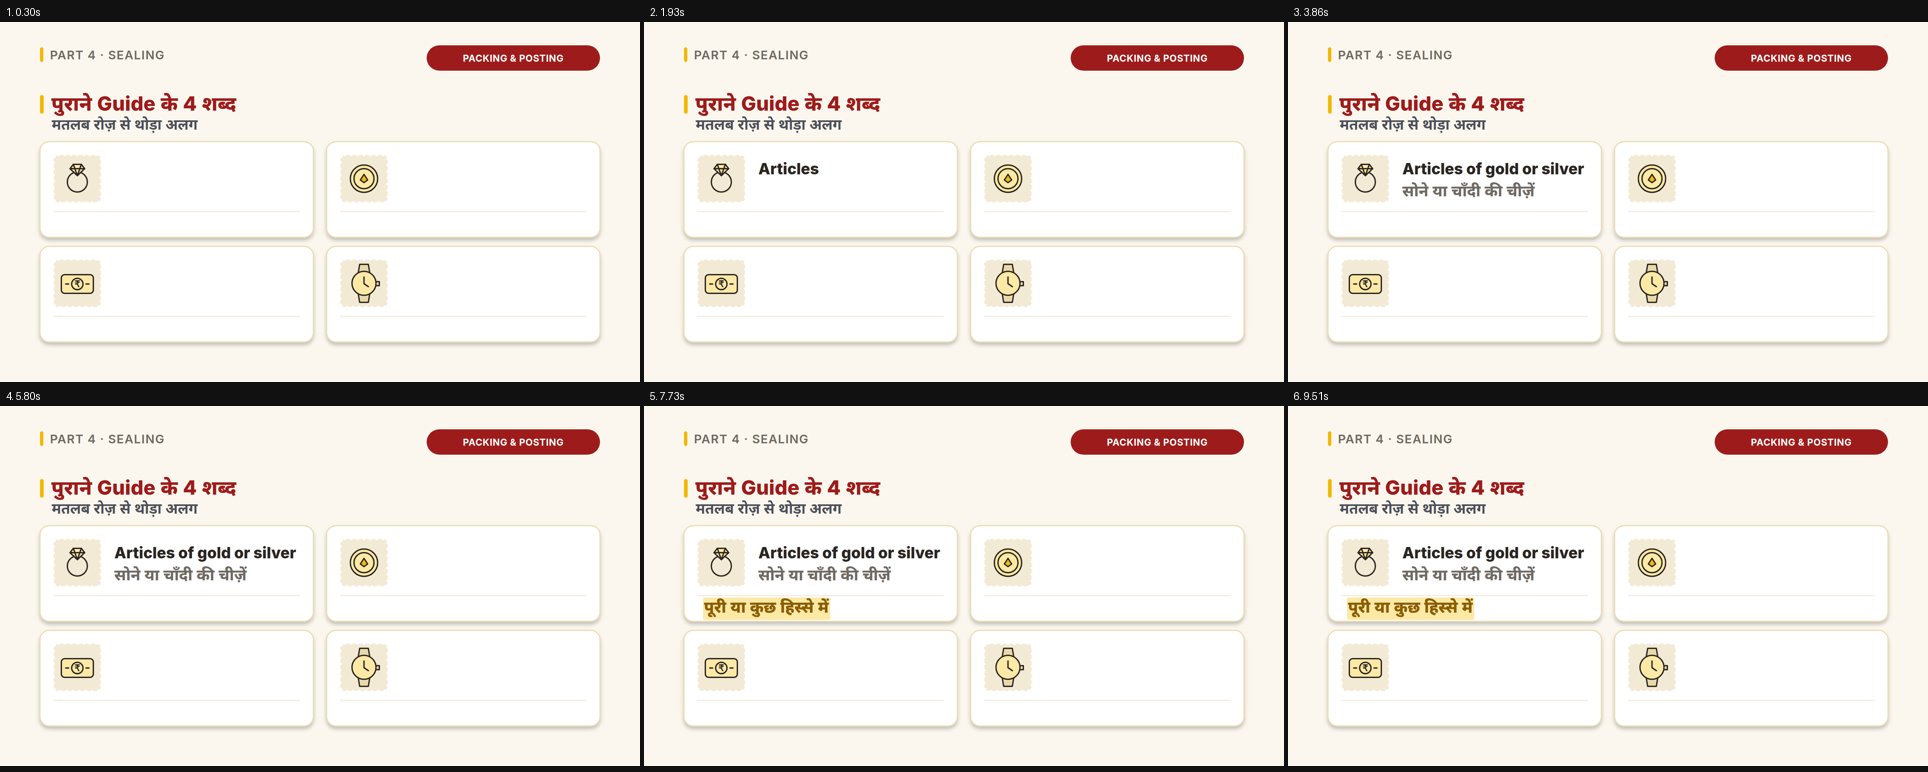 1. 0.30s
PART 4 · SEALING
PACKING & POSTING
पुराने Guide के 4 शब्द
मतलब रोज़ से थोड़ा अलग
2. 1.93s
PART 4 · SEALING
PACKING & POSTING
पुराने Guide के 4 शब्द
मतलब रोज़ से थोड़ा अलग
Articles
3. 3.86s
PART 4 · SEALING
PACKING & POSTING
पुराने Guide के 4 शब्द
मतलब रोज़ से थोड़ा अलग
Articles of gold or silver
सोने या चाँदी की चीज़ें
4. 5.80s
PART 4 · SEALING
PACKING & POSTING
पुराने Guide के 4 शब्द
मतलब रोज़ से थोड़ा अलग
Articles of gold or silver
सोने या चाँदी की चीज़ें
5. 7.73s
PART 4 · SEALING
PACKING & POSTING
पुराने Guide के 4 शब्द
मतलब रोज़ से थोड़ा अलग
Articles of gold or silver
सोने या चाँदी की चीज़ें
पूरी या कुछ हिस्से में
6. 9.51s
PART 4 · SEALING
PACKING & POSTING
पुराने Guide के 4 शब्द
मतलब रोज़ से थोड़ा अलग
Articles of gold or silver
सोने या चाँदी की चीज़ें
पूरी या कुछ हिस्से में